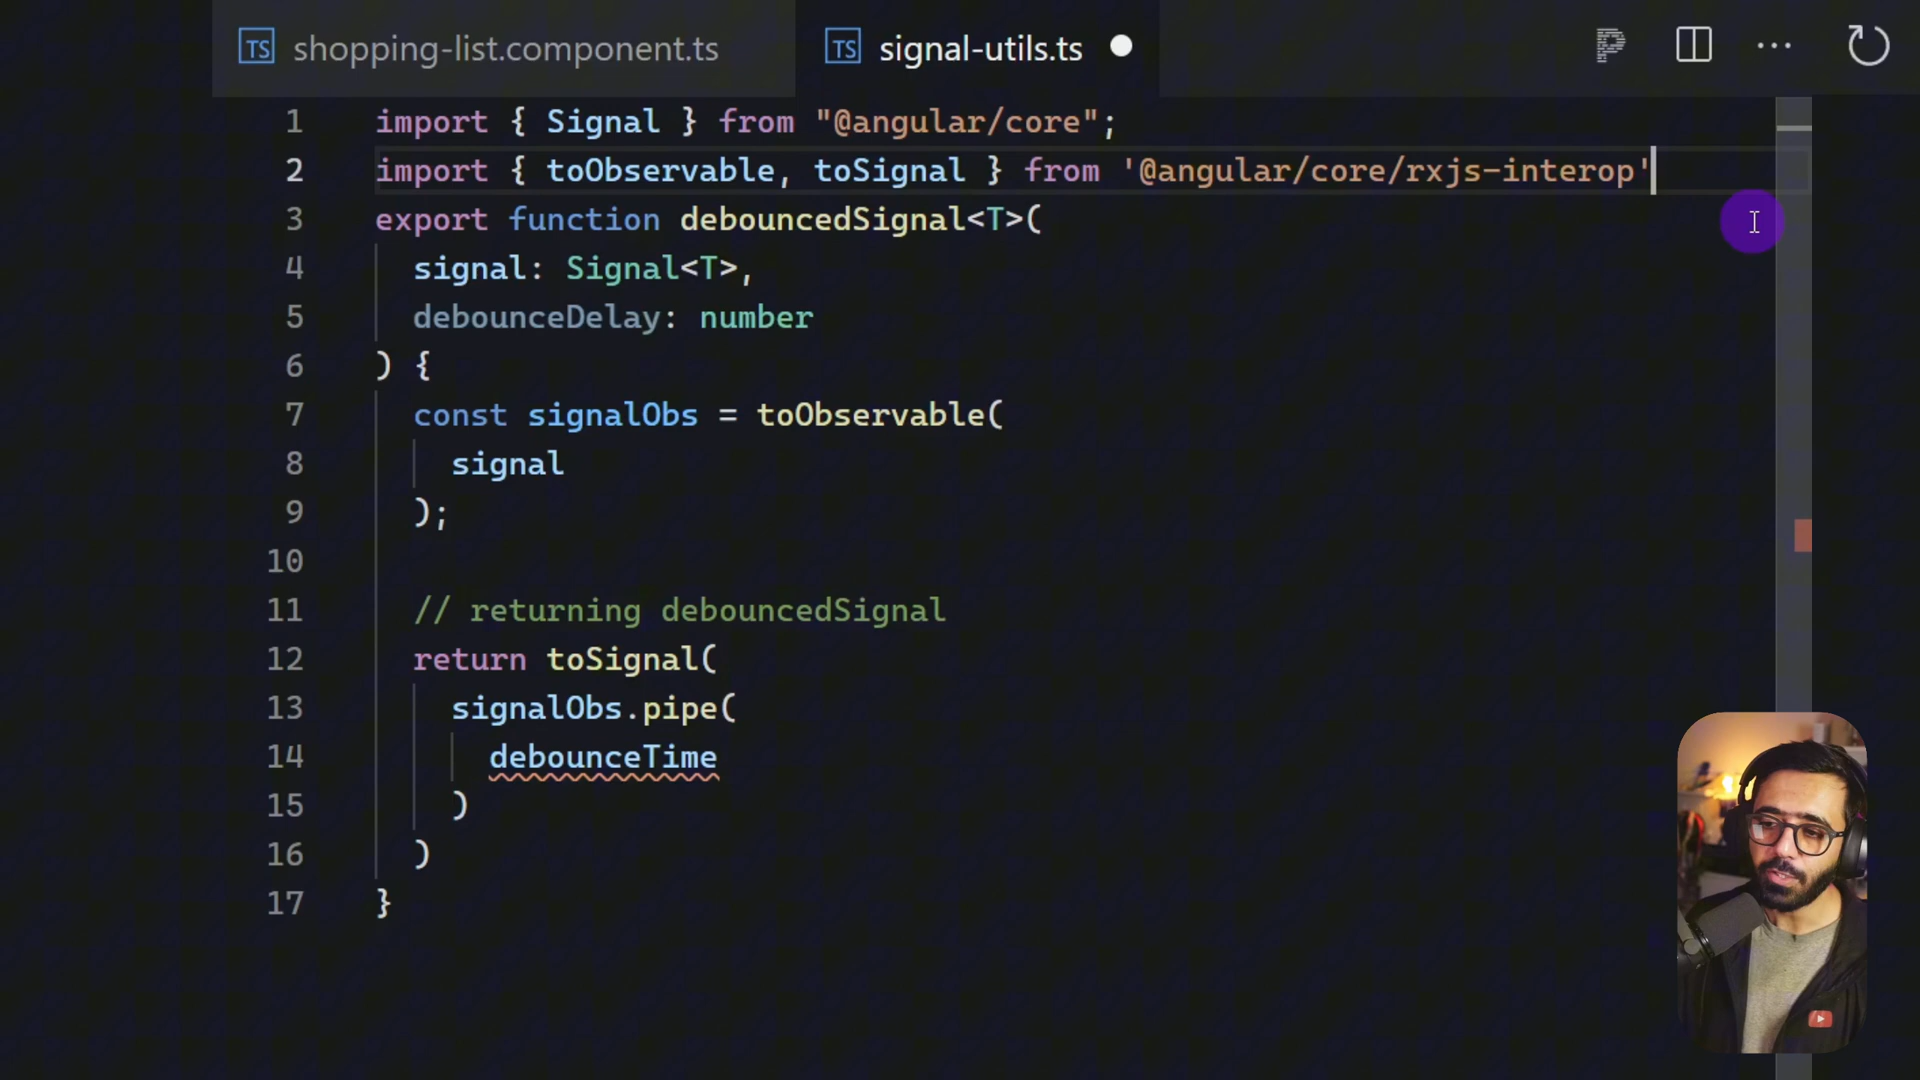 TS shopping-list.component.ts TS signal-utils.ts
1 import { Signal } from "@angular/core";
2 import { toObservable, toSignal } from '@angular/core/rxjs-interop'
3 export function debouncedSignal<T>(
4 signal: Signal<T>,
5 debounceDelay: number
6 ) {
7 const signalObs = toObservable(
8 signal
9 );
10
11 // returning debouncedSignal
12 return toSignal(
13 signalObs.pipe(
14 debounceTime
15 )
16 )
17 }